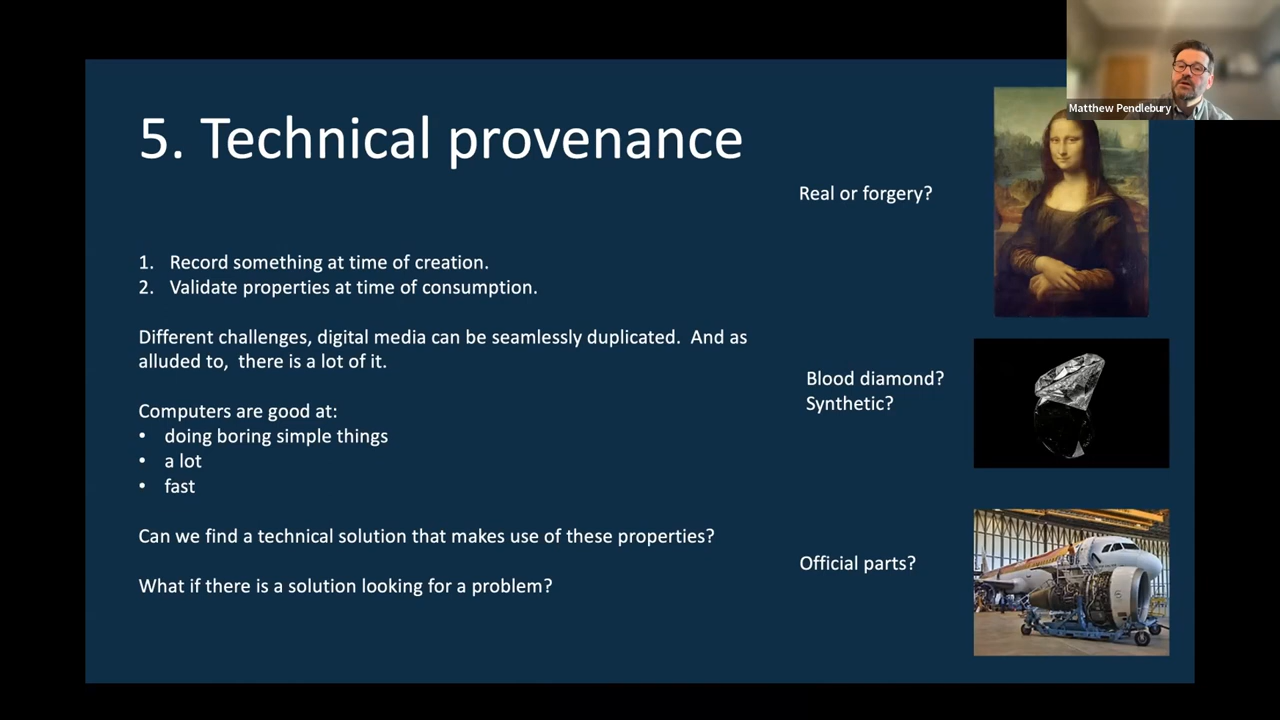 Matthew Pendlebury
5. Technical provenance
Real or forgery?
1. Record something at time of creation.
2. Validate properties at time of consumption.
Different challenges, digital media can be seamlessly duplicated.  And as
alluded to,  there is a lot of it.
Blood diamond?
Synthetic?
Computers are good at:
• doing boring simple things
• a lot
• fast
Can we find a technical solution that makes use of these properties?
Official parts?
What if there is a solution looking for a problem?